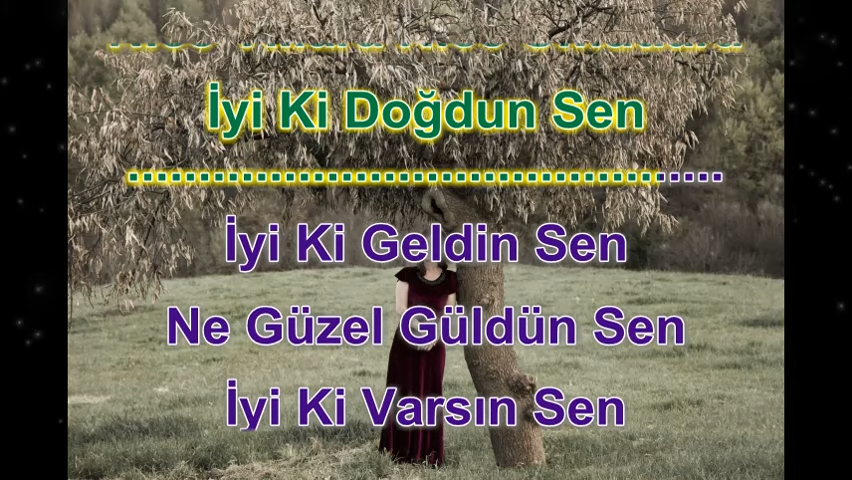 İyi Ki Doğdun Sen
..........................................
İyi Ki Geldin Sen
Ne Güzel Güldün Sen
İyi Ki Varsın Sen